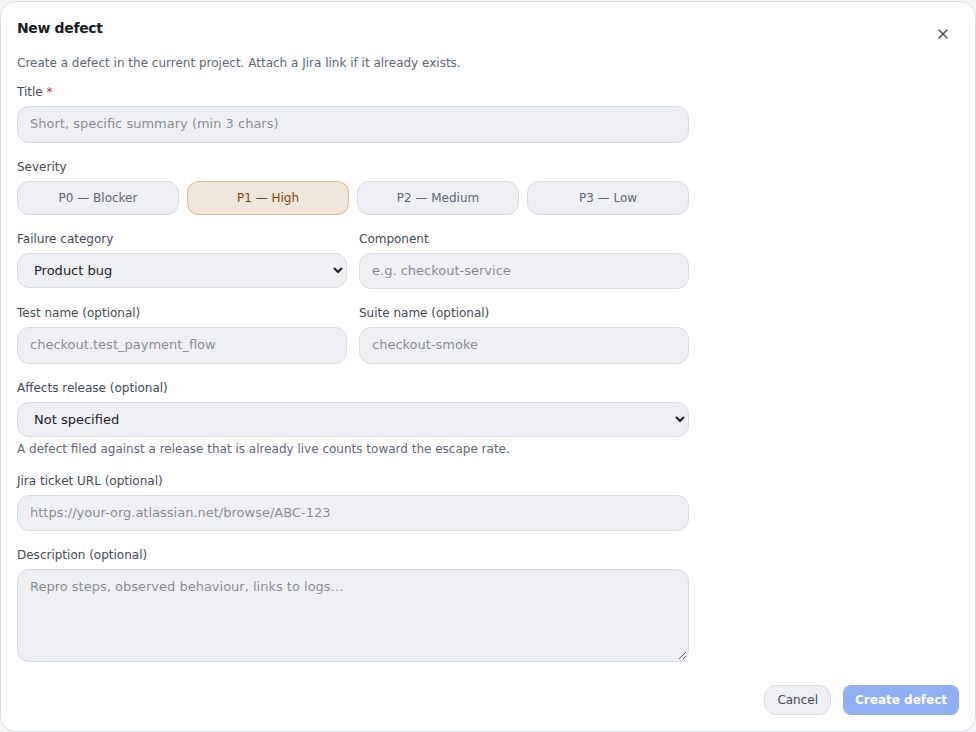 New defect
Create a defect in the current project. Attach a Jira link if it already exists.
Title *
Short, specific summary (min 3 chars)
Severity
P0 — Blocker
P1 — High
P2 — Medium
P3 — Low
Failure category
Component
Product bug
e.g. checkout-service
Test name (optional)
Suite name (optional)
checkout.test_payment_flow
checkout-smoke
Affects release (optional)
Not specified
A defect filed against a release that is already live counts toward the escape rate.
Jira ticket URL (optional)
https://your-org.atlassian.net/browse/ABC-123
Description (optional)
Repro steps, observed behaviour, links to logs…
Cancel
Create defect